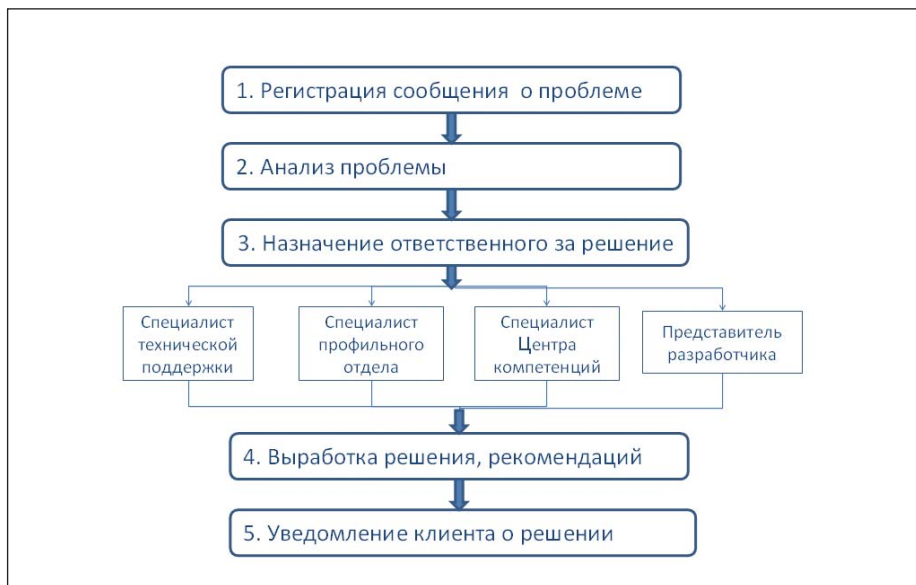 1. Регистрация сообщения о проблеме
2. Анализ проблемы
3. Назначение ответственного за решение
Специалист
технической
поддержки
Специалист
профильного
отдела
Специалист
Центра
компетенций
Представитель
разработчика
4. Выработка решения, рекомендаций
5. Уведомление клиента о решении